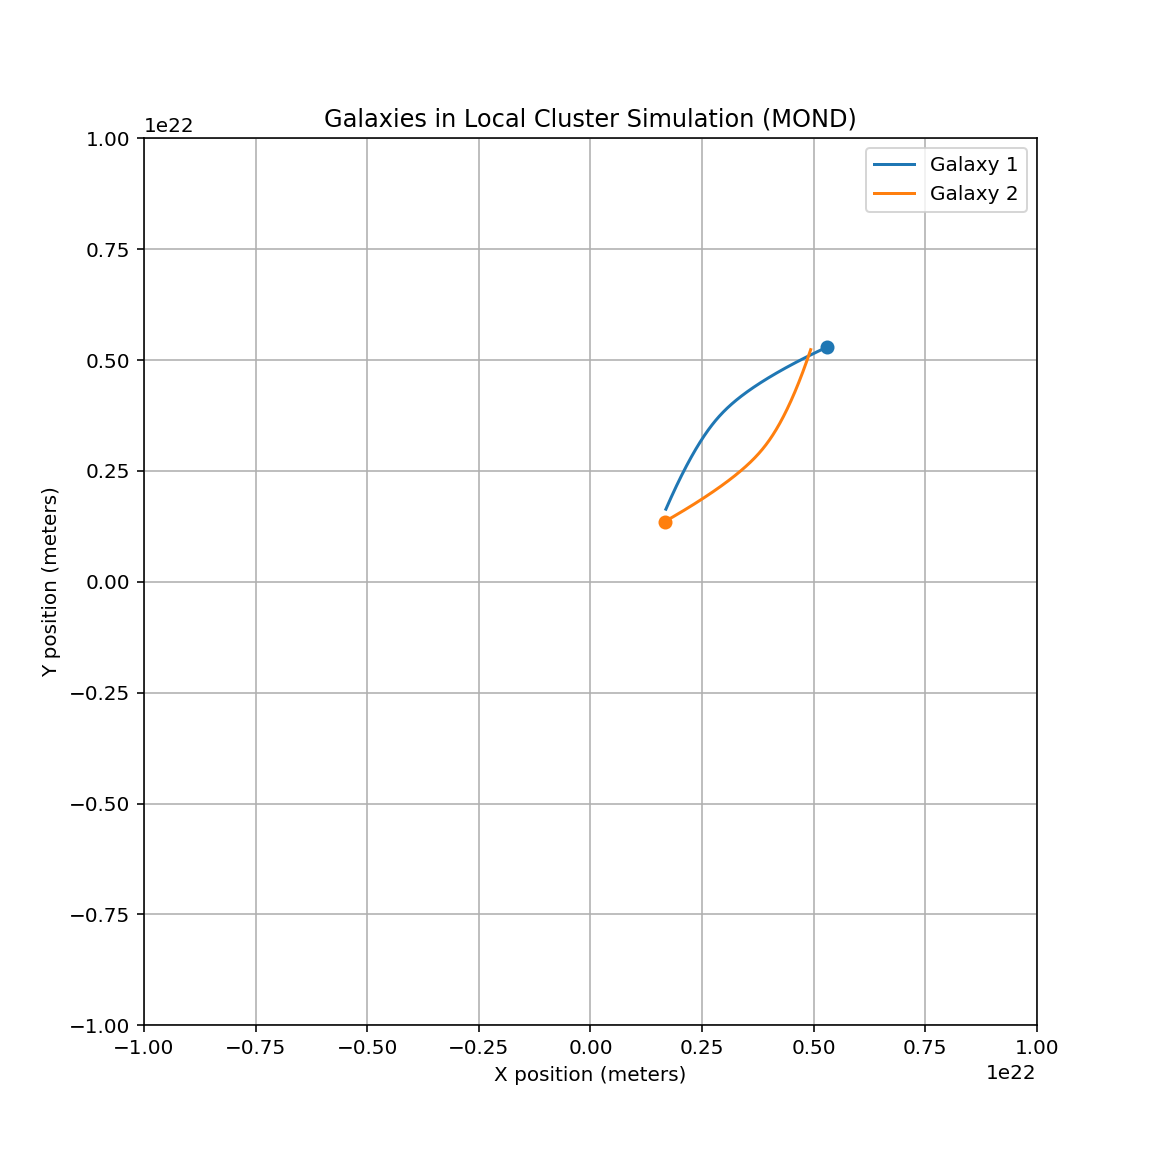 Galaxies in Local Cluster Simulation (MOND)
1e22
Galaxy 1
Galaxy 2
1.00
0.75
0.50
0.25
0.00
−0.25
−0.50
−0.75
−1.00
Y position (meters)
−1.00 −0.75 −0.50 −0.25 0.00 0.25 0.50 0.75 1.00
X position (meters)
1e22